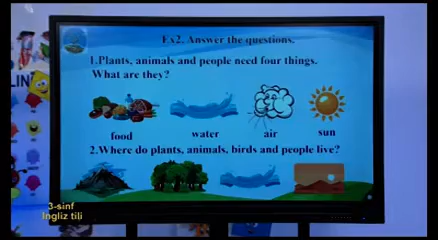 Ex2. Answer the questions.
1.Plants, animals and people need four things.
What are they?
food
water
air
sun
2.Where do plants, animals, birds and people live?
3-sinf
Ingliz tili
LIN